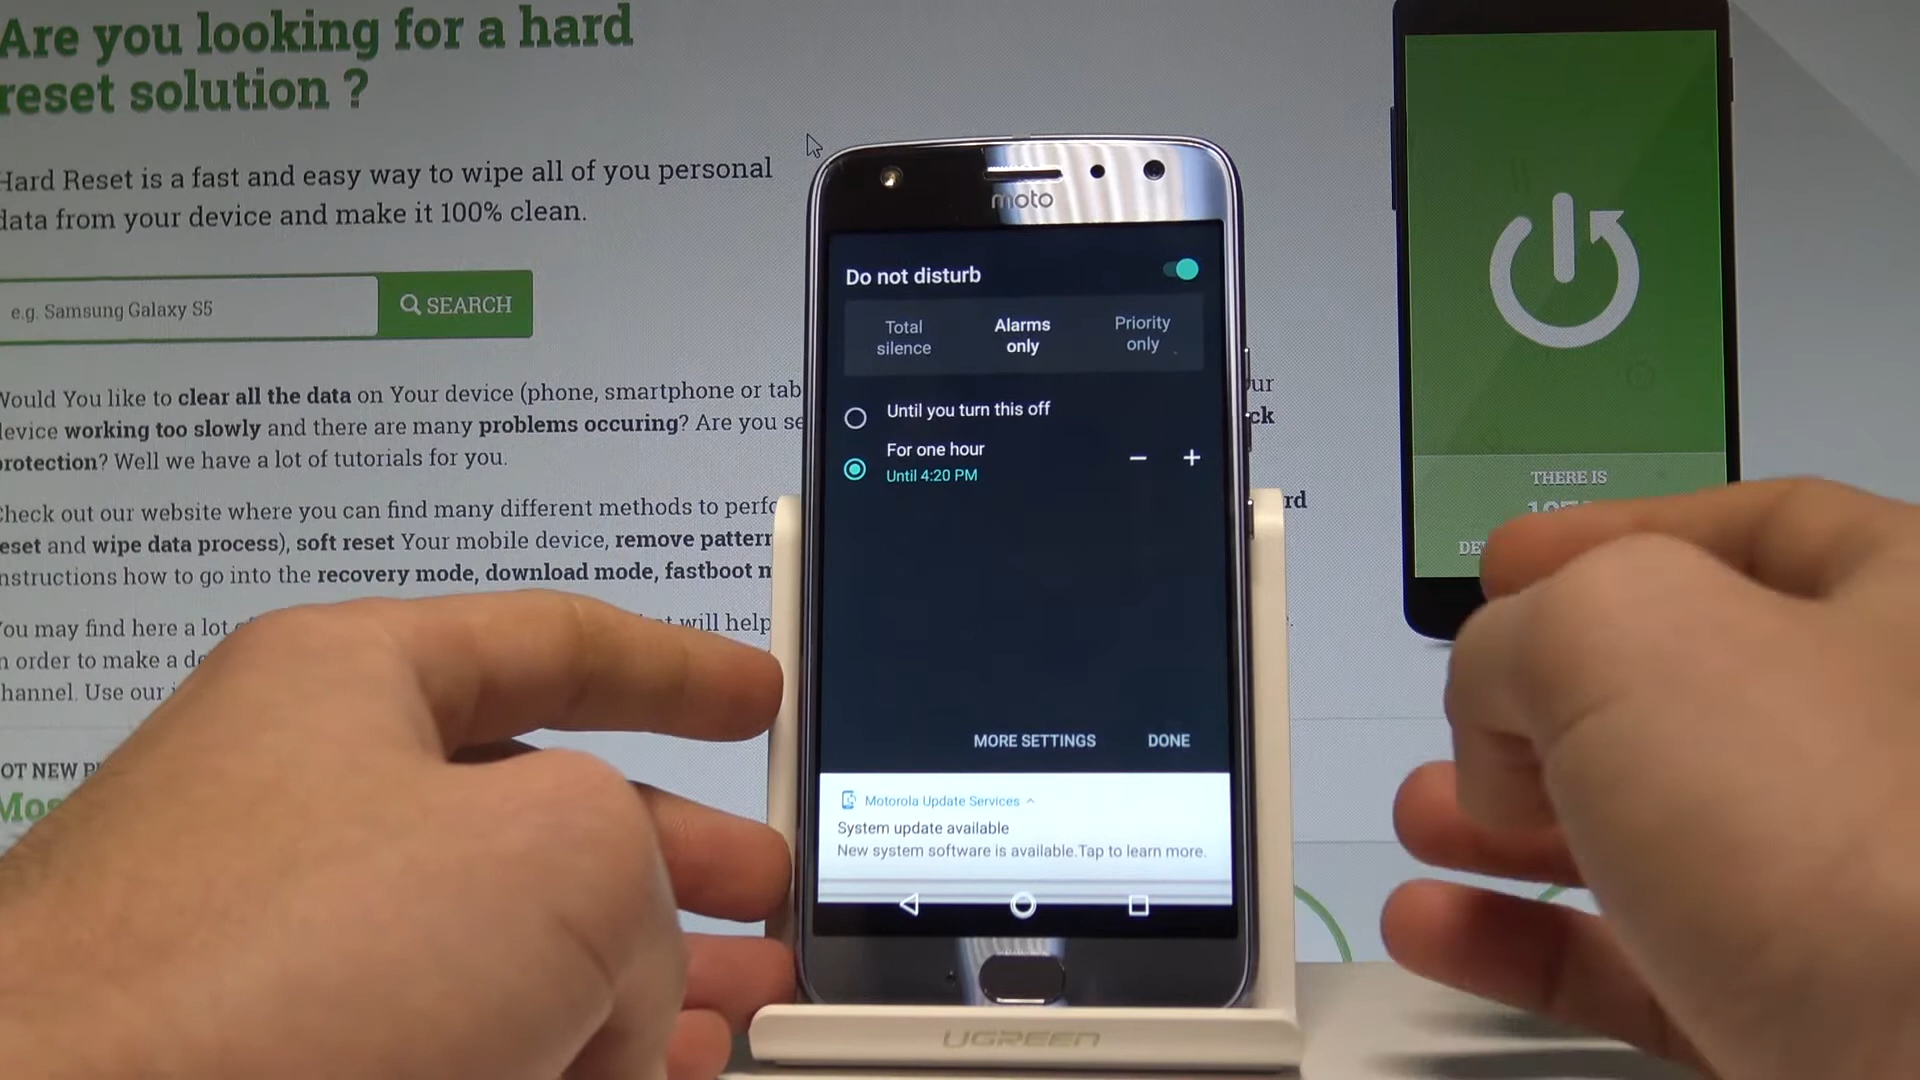 Are you looking for a hard
reset solution ?
Hard Reset is a fast and easy way to wipe all of you personal
data from your device and make it 100% clean.
e.g. Samsung Galaxy S5
SEARCH
Would You like to clear all the data on Your device (phone, smartphone or tab
device working too slowly and there are many problems occuring? Are you se
protection? Well we have a lot of tutorials for you.
Check out our website where you can find many different methods to perfo
reset and wipe data process), soft reset Your mobile device, remove pattern
instructions how to go into the recovery mode, download mode, fastboot m
You may find here a lot
will help
in order to make a de
channel. Use our
moto
Do not disturb
Total
silence
Alarms
only
Priority
only
Until you turn this off
For one hour
Until 4:20 PM
MORE SETTINGS
DONE
Motorola Update Services
System update available
New system software is available.Tap to learn more.
UGREEN
THERE IS